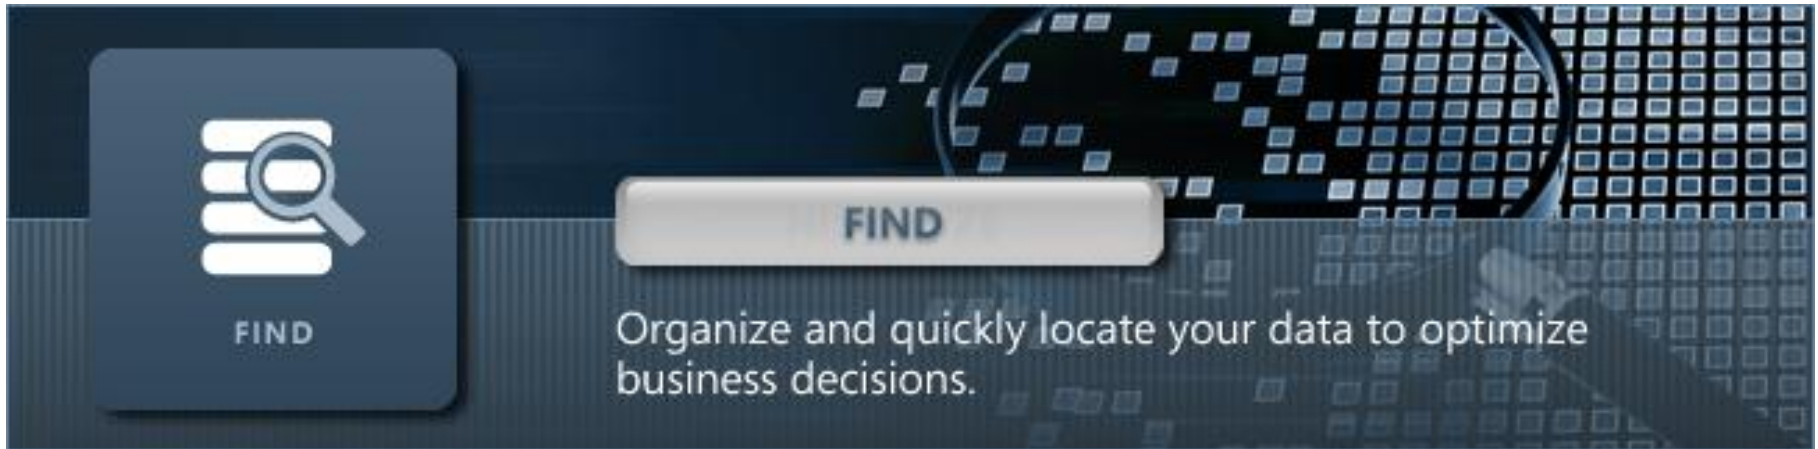 FIND
FIND
Organize and quickly locate your data to optimize
business decisions.